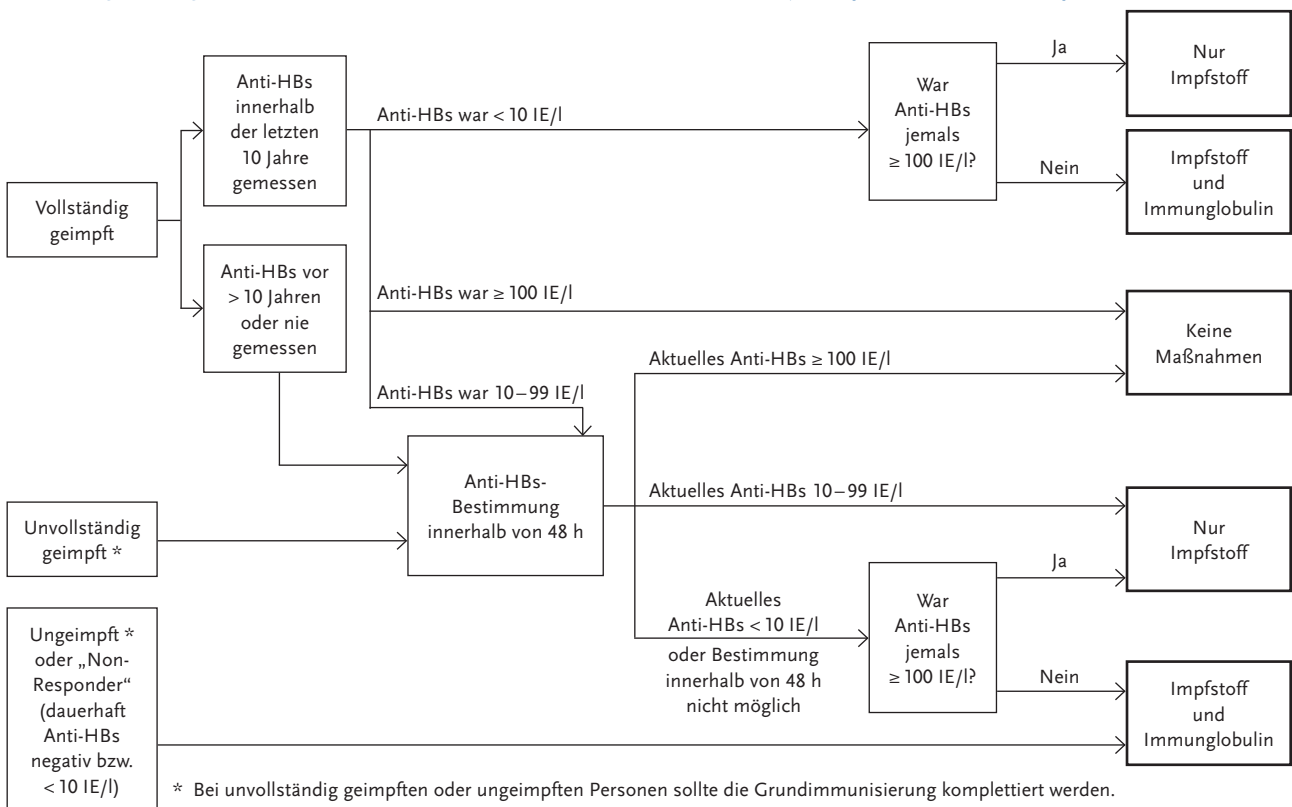 Vollständig
geimpft
Anti-HBs
innerhalb
der letzten
10 Jahre
gemessen
Anti-HBs vor
> 10 Jahren
oder nie
gemessen
Anti-HBs war < 10 IE/l
War
Anti-HBs
jemals
≥ 100 IE/l?
Ja
Nur
Impfstoff
Nein
Impfstoff
und
Immunglobulin
Anti-HBs war ≥ 100 IE/l
Keine
Maßnahmen
Aktuelles Anti-HBs ≥ 100 IE/l
Anti-HBs war 10–99 IE/l
Anti-HBs-
Bestimmung
innerhalb von 48 h
Aktuelles Anti-HBs 10–99 IE/l
Nur
Impfstoff
Unvollständig
geimpft *
Aktuelles
Anti-HBs < 10 IE/l
oder Bestimmung
innerhalb von 48 h
nicht möglich
War
Anti-HBs
jemals
≥ 100 IE/l?
Ja
Nein
Impfstoff
und
Immunglobulin
Ungeimpft *
oder „Non-
Responder“
(dauerhaft
Anti-HBs
negativ bzw.
< 10 IE/l)
* Bei unvollständig geimpften oder ungeimpften Personen sollte die Grundimmunisierung komplettiert werden.